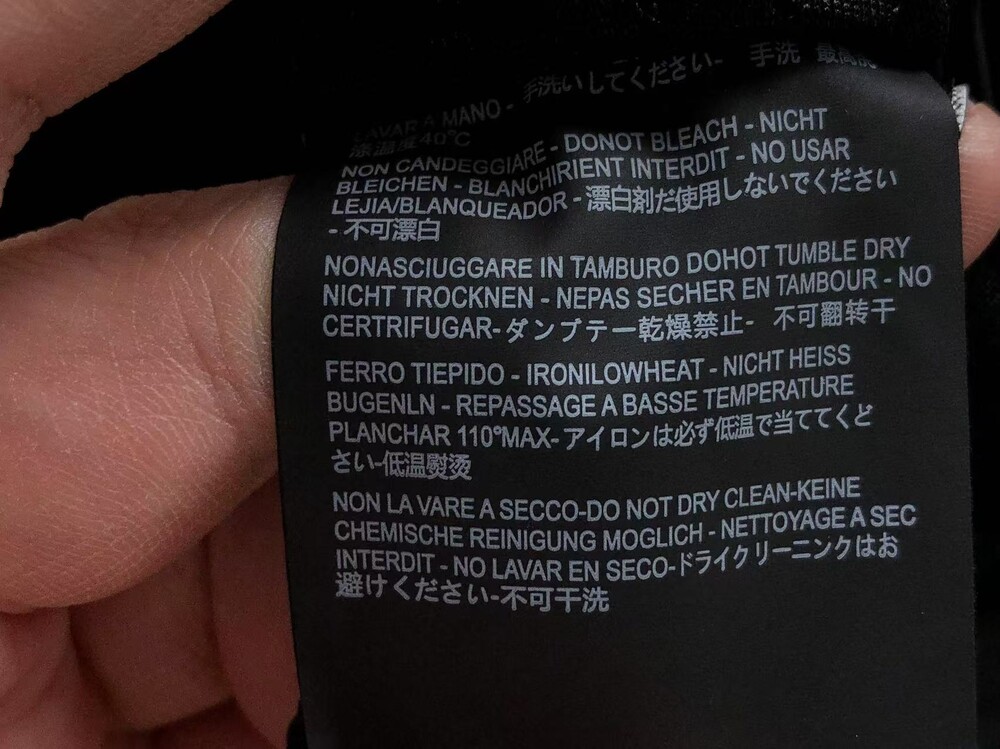 手洗いしてください- 手洗 最高洗
LAVAR A MANO -
涤温度40°C
NON CANDEGGIARE - DONOT BLEACH - NICHT
BLEICHEN - BLANCHIRIENT INTERDIT - NO USAR
LEJIA/BLANQUEADOR - 漂白剤だ使用しないでください
- 不可漂白
NONASCIUGGARE IN TAMBURO DOHOT TUMBLE DRY
NICHT TROCKNEN - NEPAS SECHER EN TAMBOUR - NO
CERTRIFUGAR-ダンプテー乾燥禁止- 不可翻转干
FERRO TIEPIDO - IRONILOWHEAT - NICHT HEISS
BUGENLN - REPASSAGE A BASSE TEMPERATURE
PLANCHAR 110°MAX-アイロンは必ず低温で当ててくど
さい-低温熨烫
NON LA VARE A SECCO-DO NOT DRY CLEAN-KEINE
CHEMISCHE REINIGUNG MOGLICH - NETTOYAGE A SEC
INTERDIT - NO LAVAR EN SECO-ドライクリーニンクはお
避けください-不可干洗